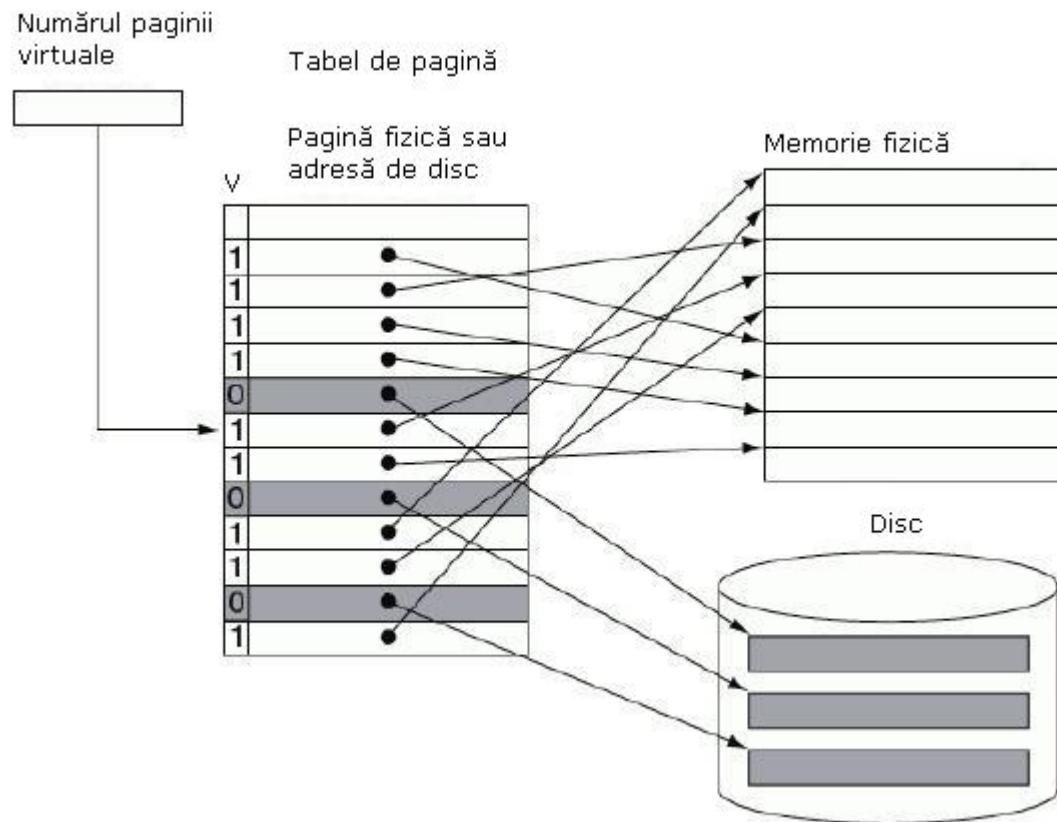 Numărul paginii
virtuale
Tabel de pagină
Pagină fizică sau
adresă de disc
V
Memorie fizică
1
1
1
1
0
1
1
0
1
1
0
1
Disc